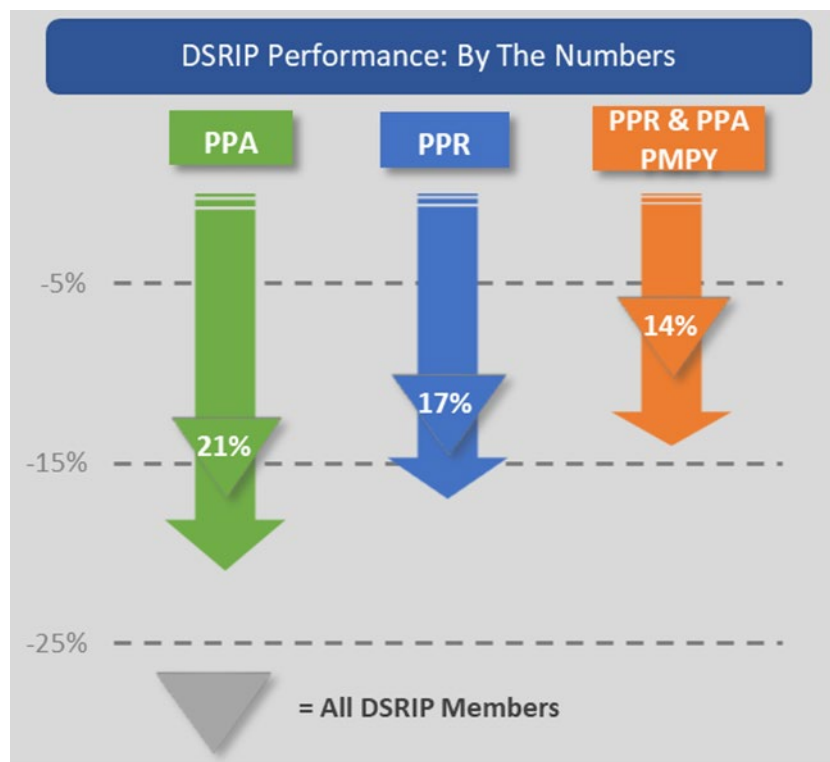 DSRIP Performance: By The Numbers
PPA
PPR
PPR & PPA
PMPY
-5%
14%
17%
21%
-15%
-25%
= All DSRIP Members